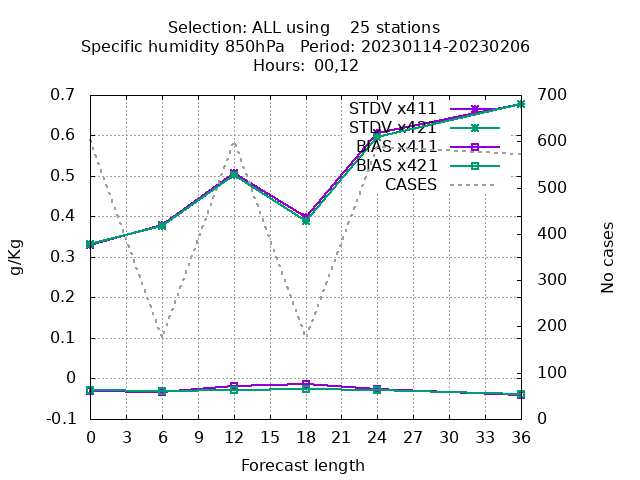 Selection: ALL using    25 stations
Specific humidity 850hPa   Period: 20230114-20230206
Hours: 00,12
0.7
0.6
0.5
0.4
0.3
0.2
0.1
0
-0.1
g/Kg
STDV x411
STDV x421
BIAS x411
BIAS x421
CASES
700
600
500
400
300
200
100
0
No cases
0 3 6 9 12 15 18 21 24 27 30 33 36
Forecast length